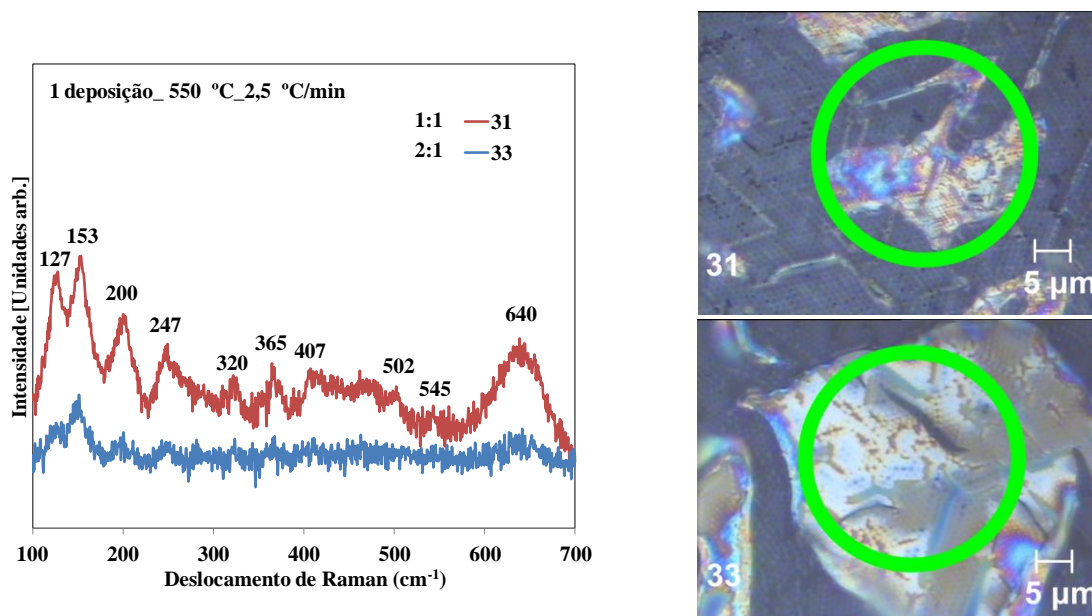 1 deposição_ 550 ºC_2,5 ºC/min
1:1 31
2:1 33
Intensidade [Unidades arb.]
127
153
200
247
320
365
407
502
545
640
100 200 300 400 500 600 700
Deslocamento de Raman (cm⁻¹)
31
5 µm
33
5 µm